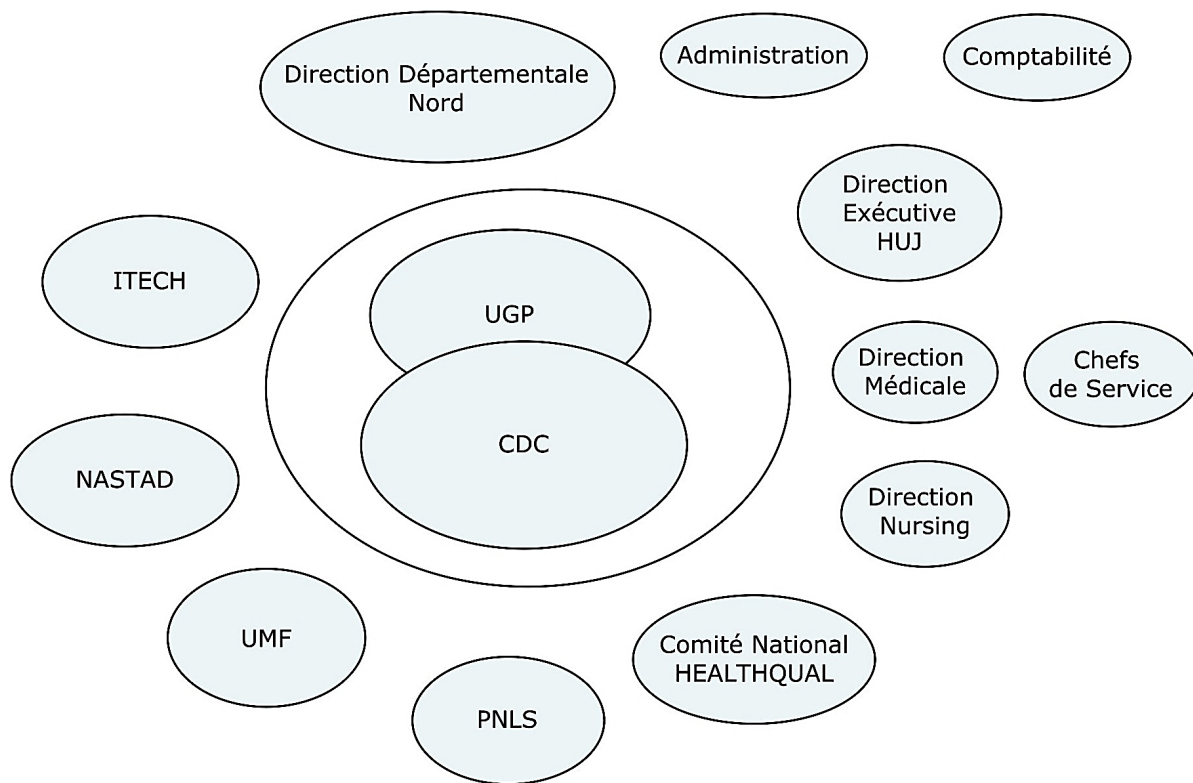 Direction Départementale
Nord
Administration
Comptabilité
Direction
Exécutive
HUJ
ITECH
UGP
Direction
Médicale
Chefs
de Service
CDC
NASTAD
Direction
Nursing
UMF
Comité National
HEALTHQUAL
PNLS